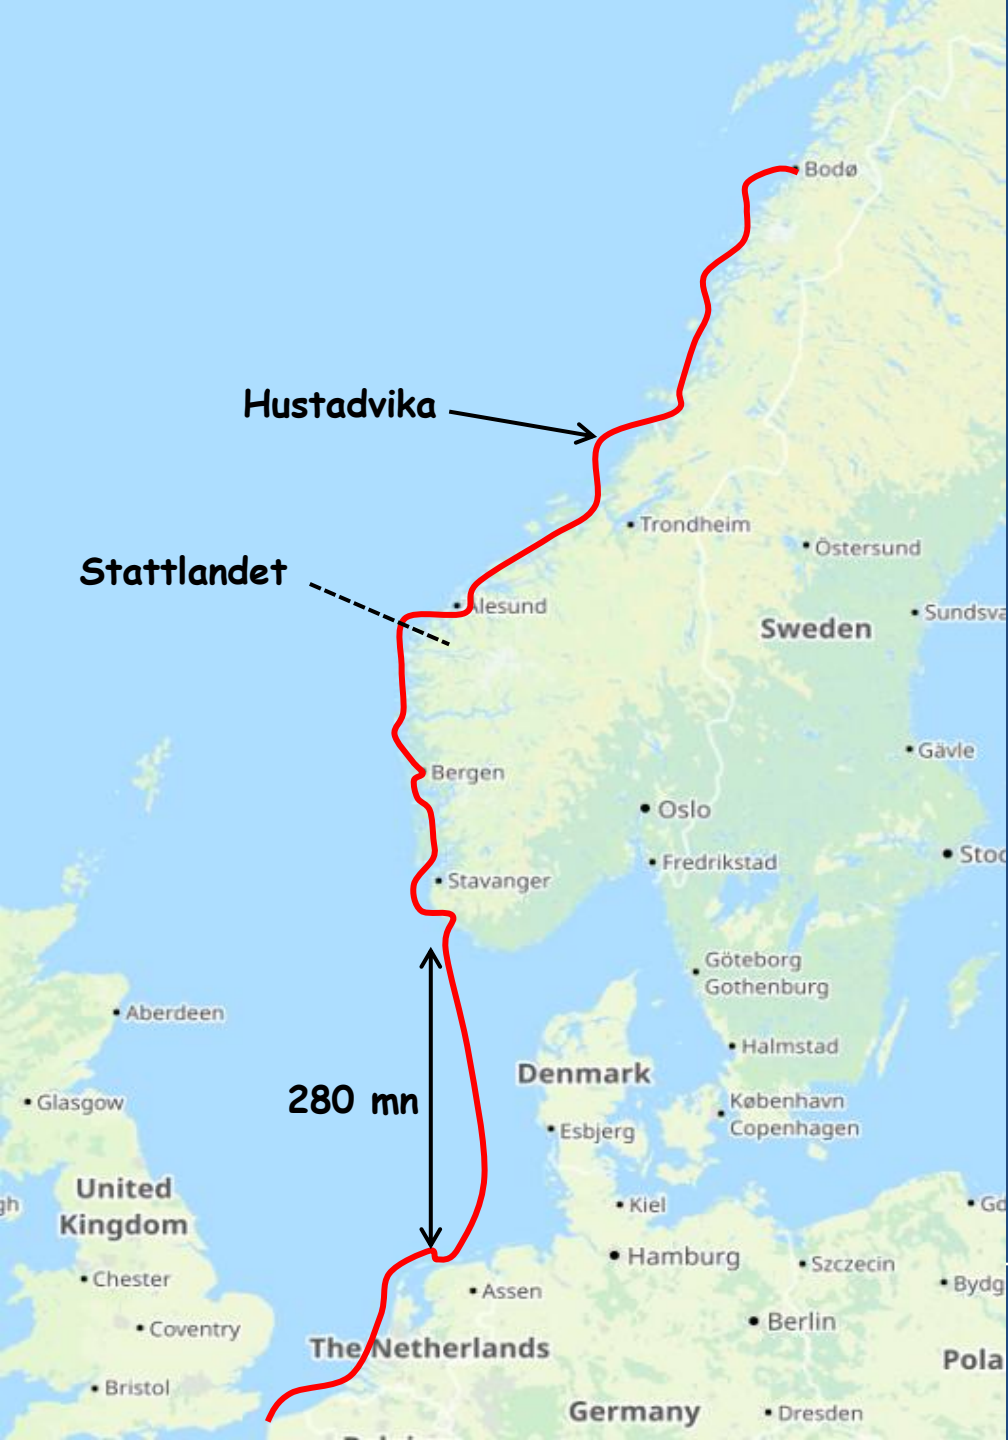 Bodø
Hustadvika
Trondheim
Östersund
Stattlandet
Ålesund
Sundsva
Sweden
Gävle
Bergen
Oslo
Stoc
Fredrikstad
Stavanger
Göteborg
Gothenburg
Aberdeen
Halmstad
Denmark
280 mn
Glasgow
København
Copenhagen
Esbjerg
United
Kingdom
gh
Kiel
Gd
Hamburg
Szczecin
Chester
Assen
Bydg
Coventry
Berlin
The Netherlands
Pola
Bristol
Germany
Dresden